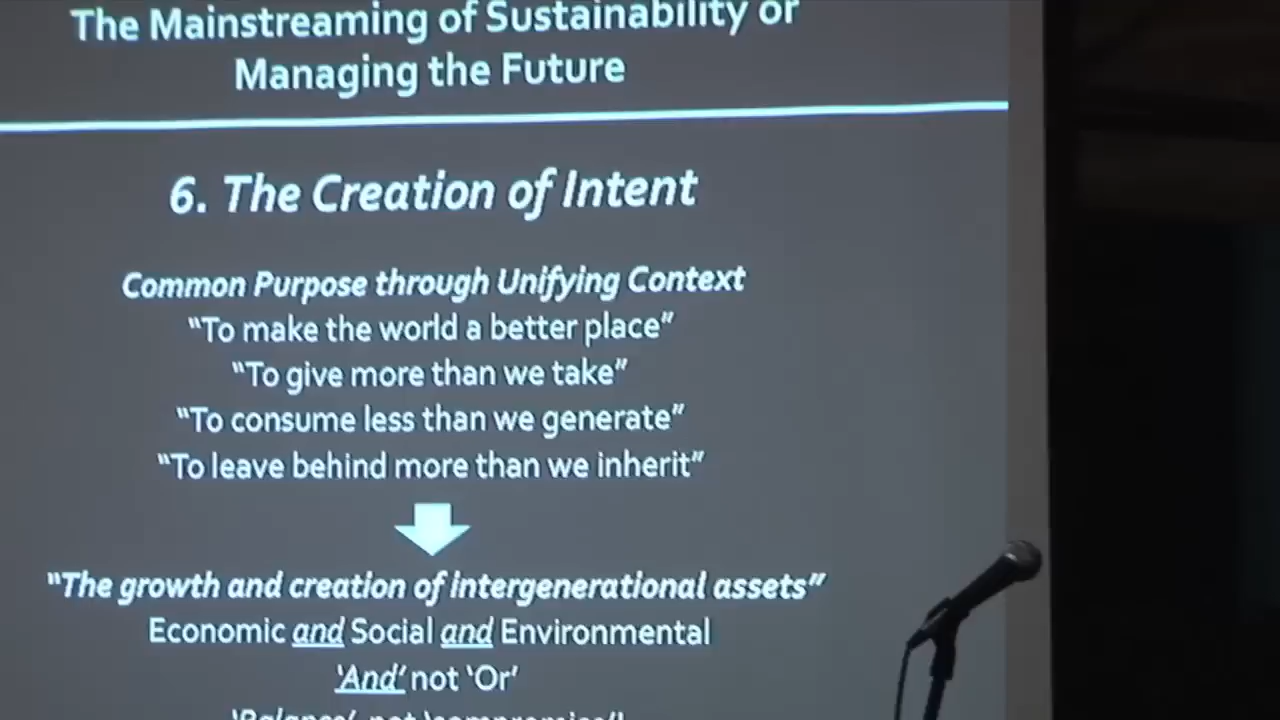 The Mainstreaming of Sustainability or
Managing the Future
6. The Creation of Intent
Common Purpose through Unifying Context
“To make the world a better place”
“To give more than we take”
“To consume less than we generate”
“To leave behind more than we inherit”
“The growth and creation of intergenerational assets”
Economic and Social and Environmental
‘And’ not ‘Or’
‘Balance’ not ‘compromise’!